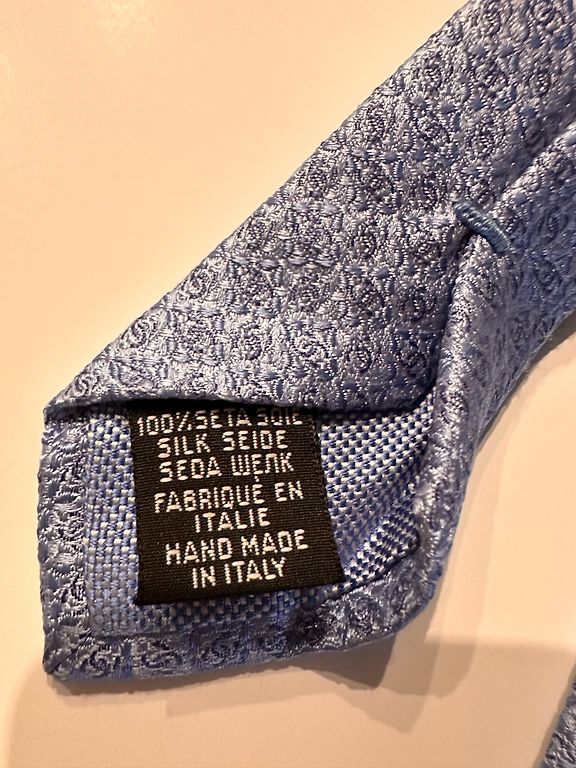 100% SETA SOIE
SILK SEIDE
SEDA ШЕЛК
FABRIQUÉ EN
ITALIE
HAND MADE
IN ITALY